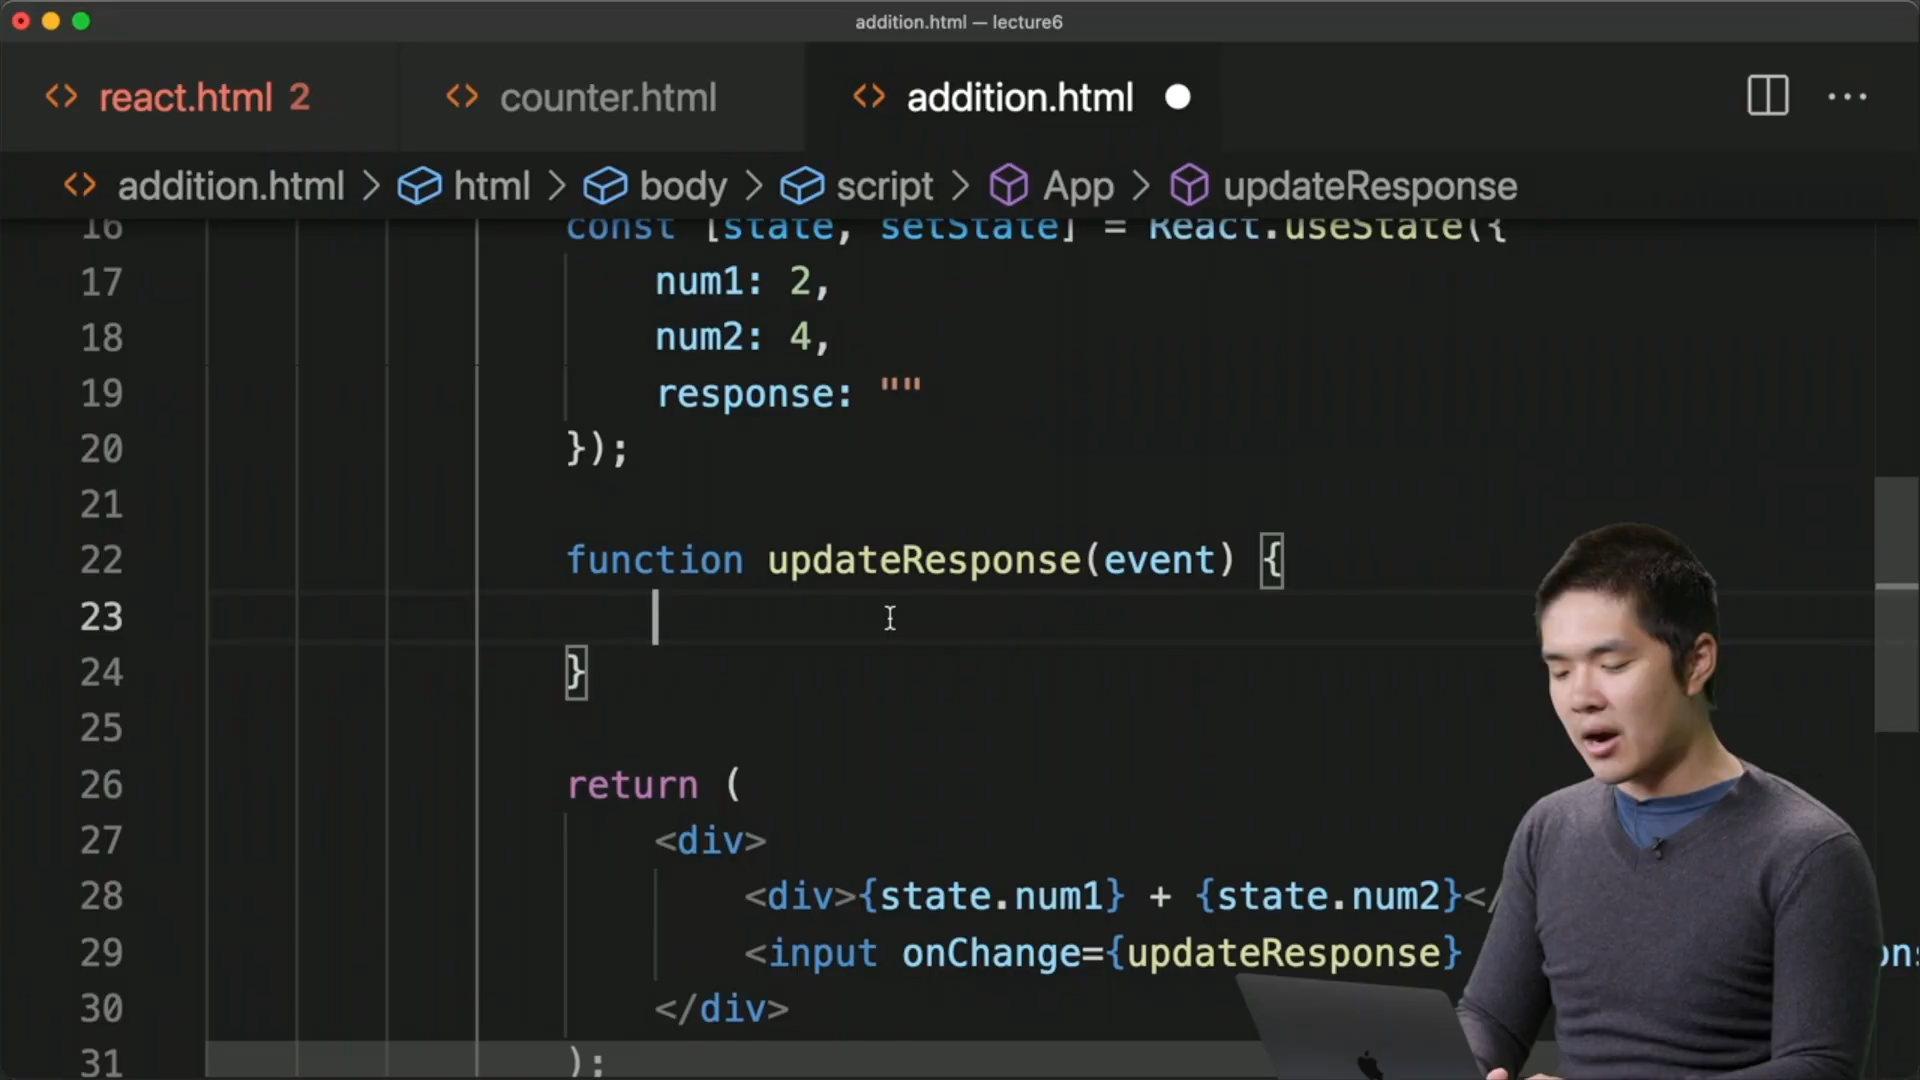 addition.html — lecture6
react.html 2
counter.html
addition.html
addition.html > html > body > script > App > updateResponse
16 const [state, setState] = React.useState({
17 num1: 2,
18 num2: 4,
19 response: ""
20 });
21
22 function updateResponse(event) {
23
24 }
25
26 return (
27 <div>
28 <div>{state.num1} + {state.num2}</
29 <input onChange={updateResponse}
30 </div>
31 );